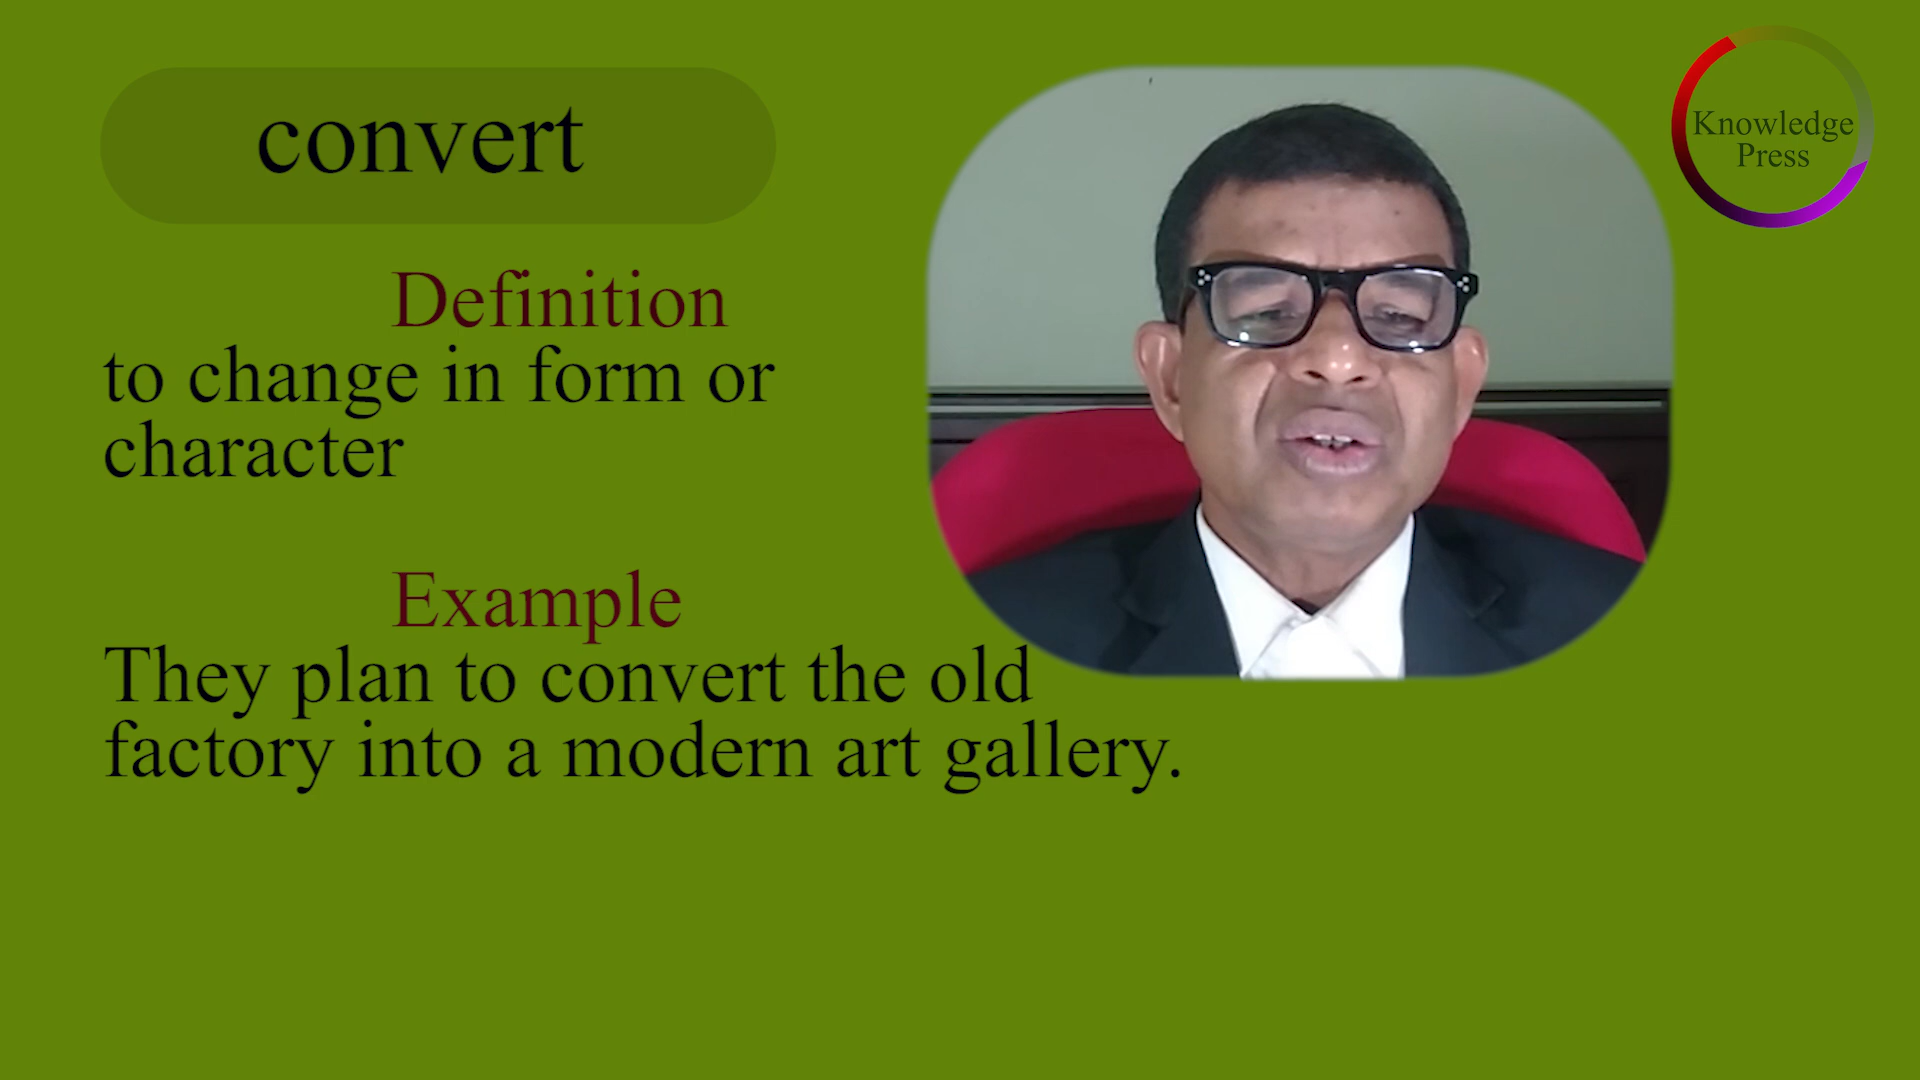 convert
Definition
to change in form or
character
Example
They plan to convert the old
factory into a modern art gallery.
Knowledge
Press